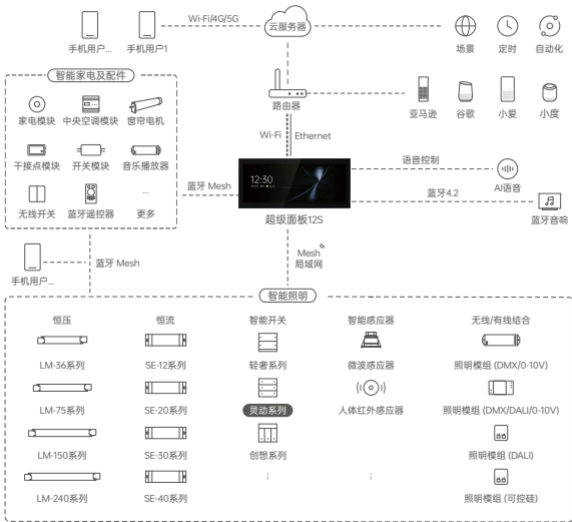 Wi-Fi/4G/5G
云服务器
手机用户...
手机用户1
场景
定时
自动化
智能家电及配件
家电模块
中央空调模块
窗帘电机
干接点模块
开关模块
音乐播放器
无线开关
蓝牙遥控器
...
更多
路由器
亚马逊
谷歌
小爱
小度
Wi-Fi
Ethernet
语音控制
AI语音
蓝牙 Mesh
12:30
蓝牙4.2
蓝牙音响
超级面板12S
手机用户...
蓝牙 Mesh
Mesh
局域网
智能照明
恒压
恒流
智能开关
智能感应器
无线/有线结合
LM-36系列
SE-12系列
轻奢系列
微波感应器
照明模组 (DMX/0-10V)
LM-75系列
SE-20系列
灵动系列
人体红外感应器
照明模组 (DMX/DALI/0-10V)
LM-150系列
SE-30系列
创想系列
照明模组 (DALI)
LM-240系列
SE-40系列
照明模组 (可控硅)